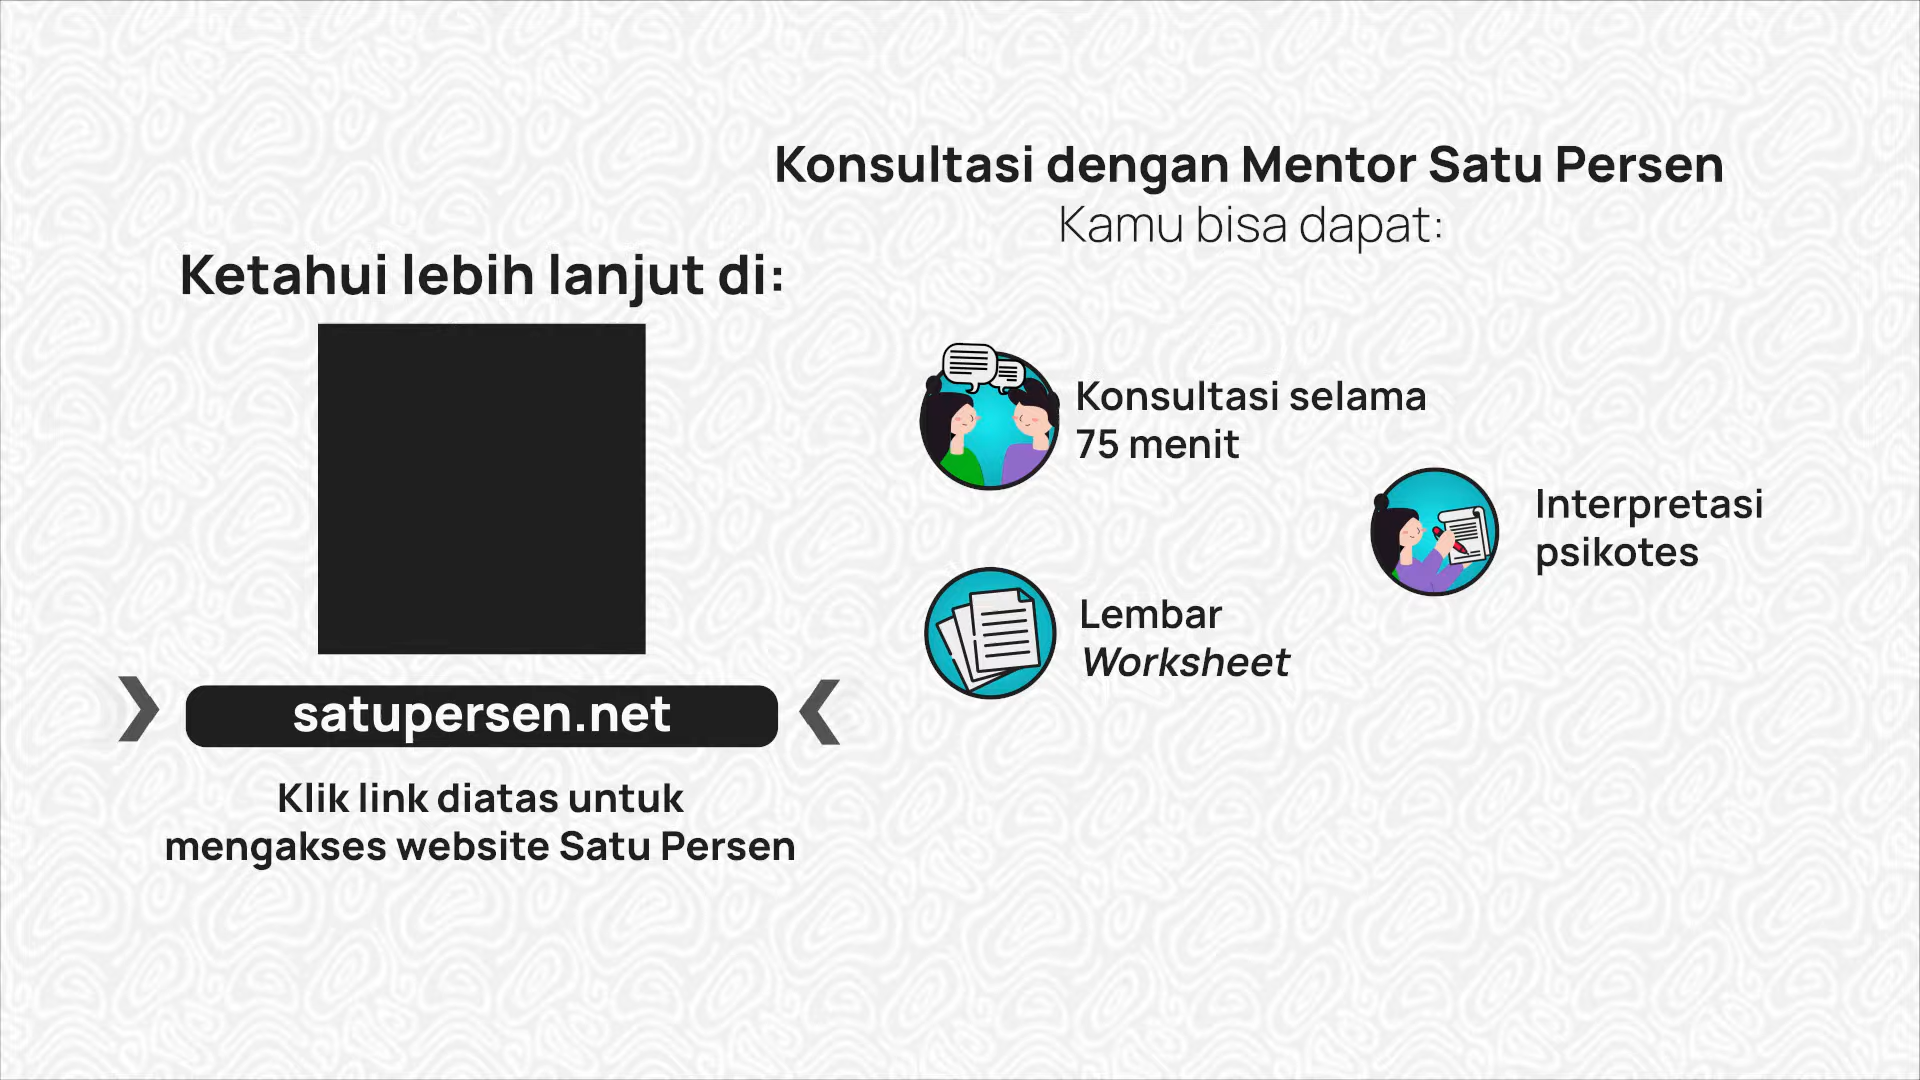 Konsultasi dengan Mentor Satu Persen
Kamu bisa dapat:
Ketahui lebih lanjut di:
satupersen.net
Klik link diatas untuk
mengakses website Satu Persen
Konsultasi selama
75 menit
Interpretasi
psikotes
Lembar
Worksheet